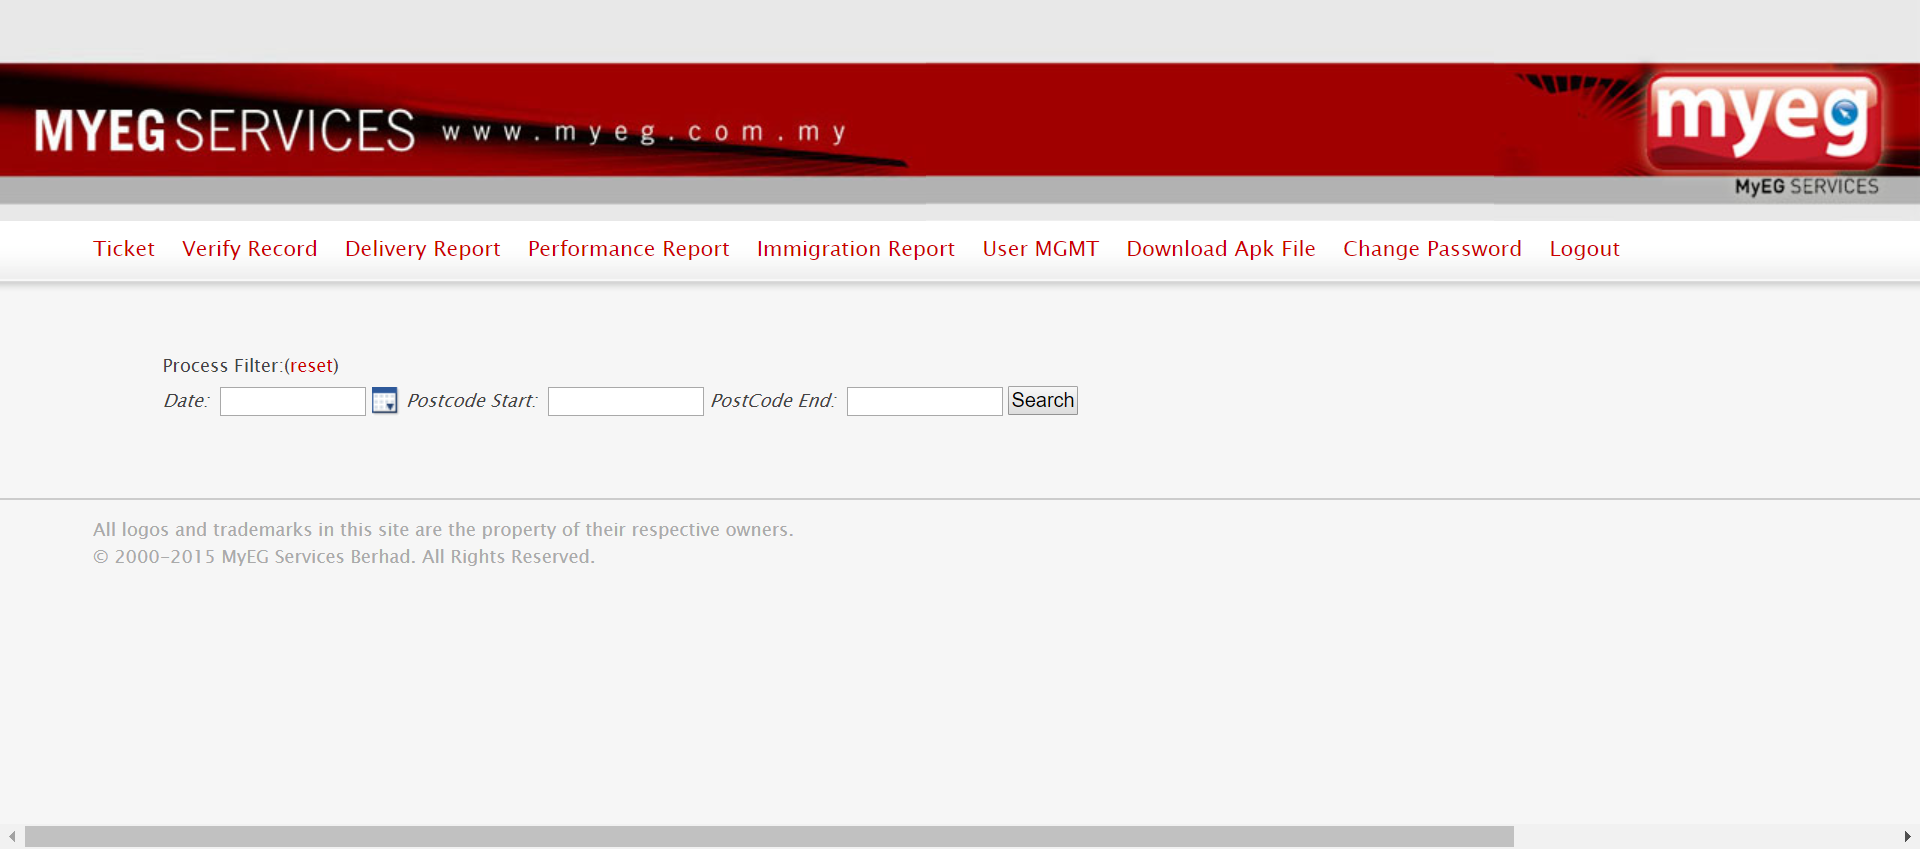 MYEG SERVICES www.myeg.com.my
myeg
MyEG SERVICES
Ticket Verify Record Delivery Report Performance Report Immigration Report User MGMT Download Apk File Change Password Logout
Process Filter:(reset)
Date: Postcode Start: PostCode End: Search
All logos and trademarks in this site are the property of their respective owners.
© 2000-2015 MyEG Services Berhad. All Rights Reserved.